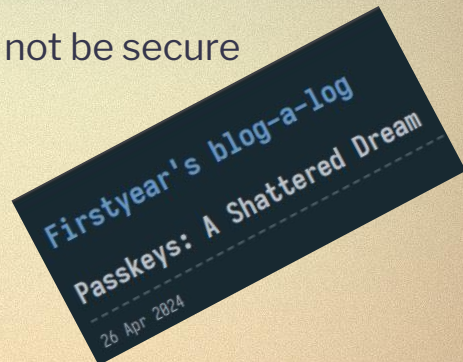 not be secure
Firstyear's blog-a-log
Passkeys: A Shattered Dream
26 Apr 2024